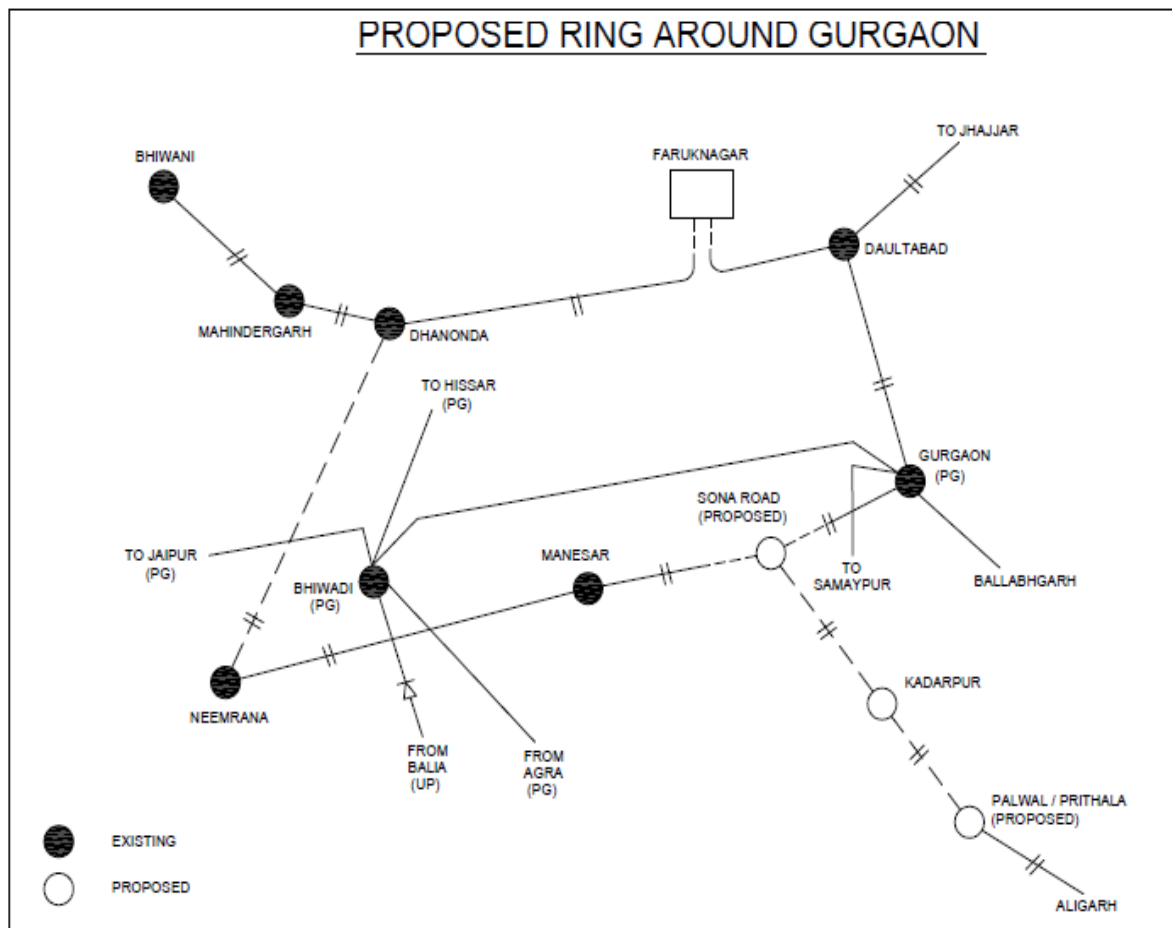 PROPOSED RING AROUND GURGAON
TO JHAJJAR
BHIWANI
FARUKNAGAR
DAULTABAD
MAHINDERGARH
DHANONDA
TO HISSAR
(PG)
GURGAON
(PG)
SONA ROAD
(PROPOSED)
TO JAIPUR
(PG)
BHIWADI
(PG)
MANESAR
TO
SAMAYPUR
BALLABHGARH
NEEMRANA
KADARPUR
FROM
BALIA
(UP)
FROM
AGRA
(PG)
PALWAL / PRITHALA
(PROPOSED)
EXISTING
PROPOSED
ALIGARH